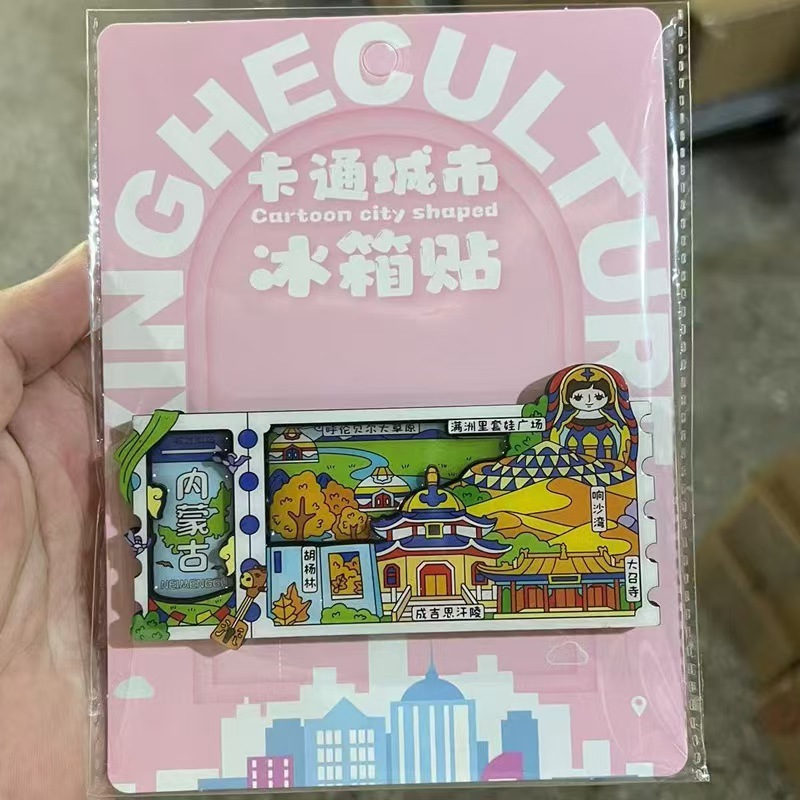 XINGHECULTURE
卡通城市
Cartoon city shaped
冰箱贴
呼伦贝尔大草原
满洲里套娃广场
内蒙古
NEIMENGGU
响沙湾
胡杨林
大召寺
成吉思汗陵